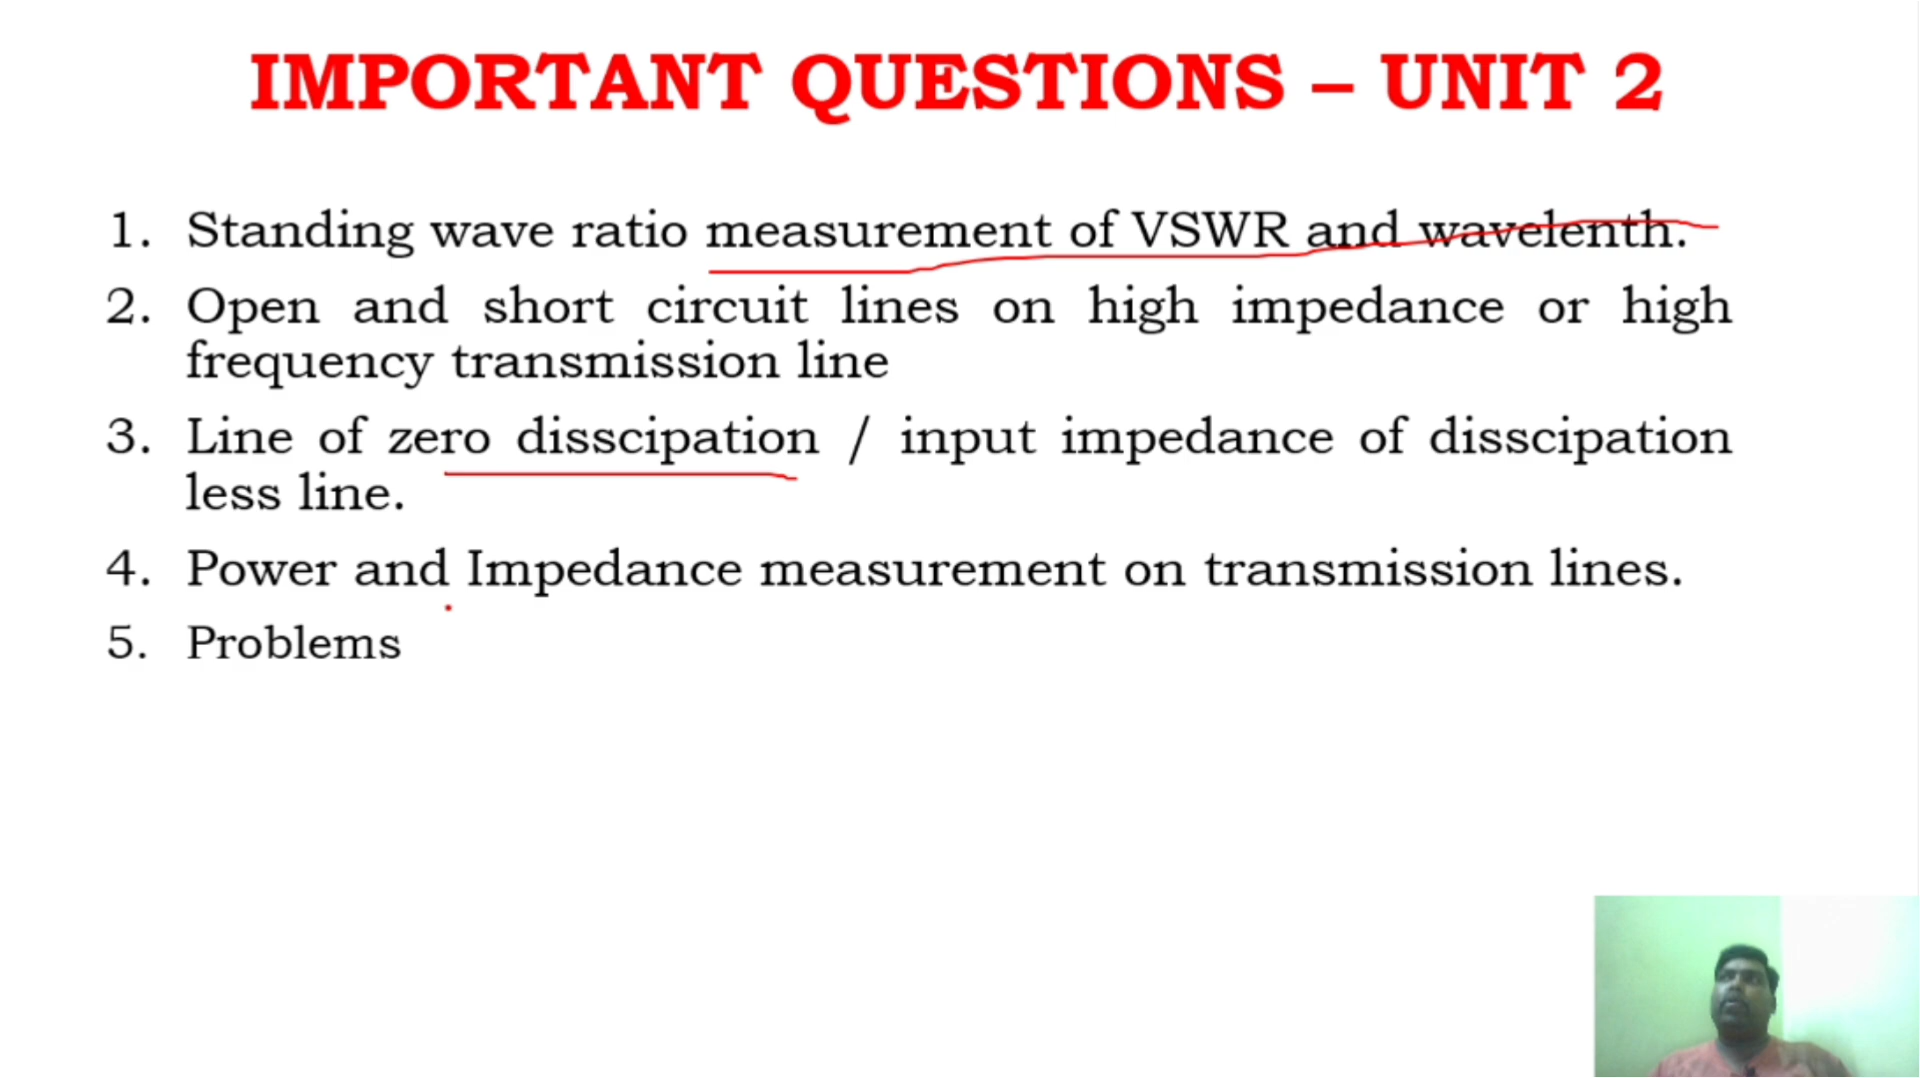 IMPORTANT QUESTIONS – UNIT 2
1. Standing wave ratio measurement of VSWR and wavelenth.
2. Open and short circuit lines on high impedance or high
frequency transmission line
3. Line of zero disscipation / input impedance of disscipation
less line.
4. Power and Impedance measurement on transmission lines.
5. Problems